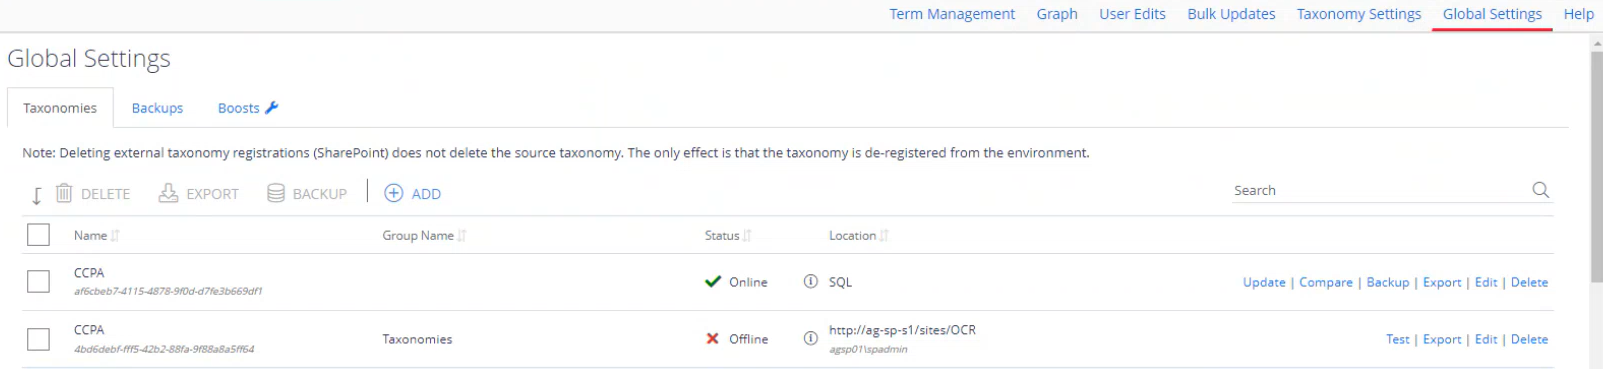 Term Management Graph User Edits Bulk Updates Taxonomy Settings Global Settings Help
Global Settings
Taxonomies Backups Boosts
Note: Deleting external taxonomy registrations (SharePoint) does not delete the source taxonomy. The only effect is that the taxonomy is de-registered from the environment.
DELETE EXPORT BACKUP | ADD Search
Name Group Name Status Location
CCPA
af6cbeb7-4115-4878-9f0d-d7fe3b669df1
Online SQL Update | Compare | Backup | Export | Edit | Delete
CCPA
4bd6debf-fff5-42b2-88fa-9f88a8a5ff64
Taxonomies Offline http://ag-sp-s1/sites/OCR
agsp01\spadmin
Test | Export | Edit | Delete